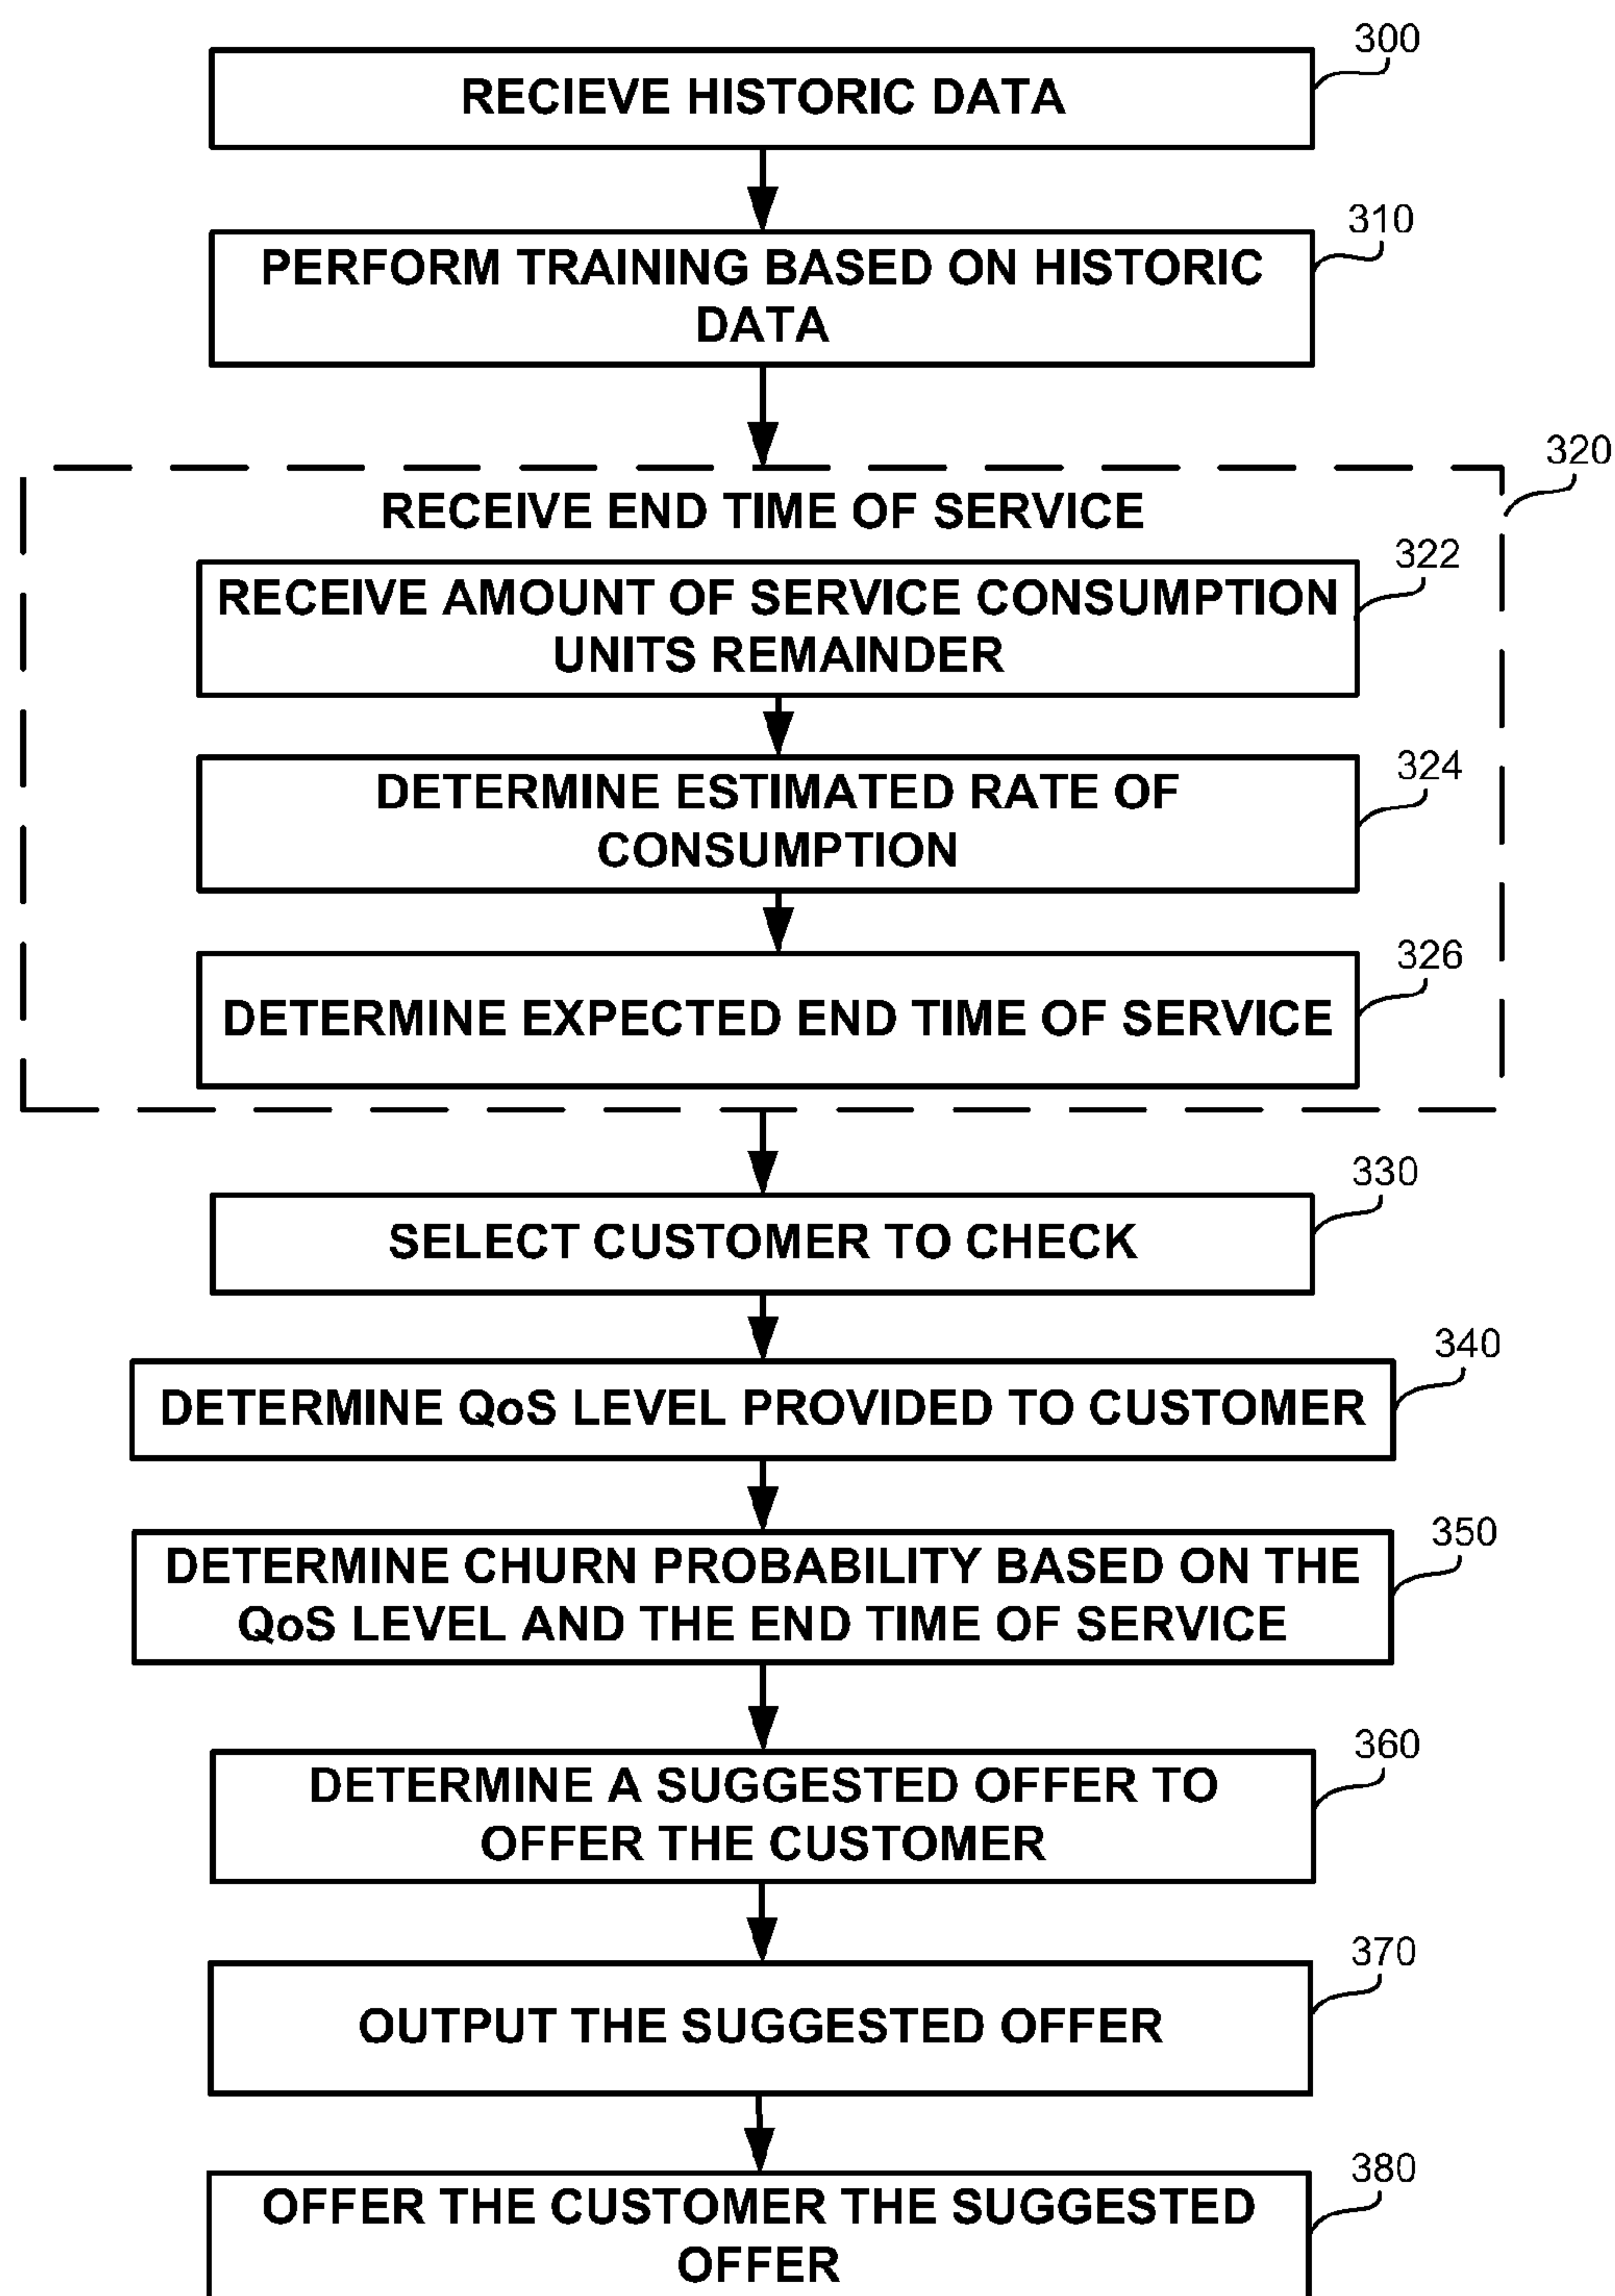 300
RECIEVE HISTORIC DATA
310
PERFORM TRAINING BASED ON HISTORIC
DATA
320
RECEIVE END TIME OF SERVICE
322
RECEIVE AMOUNT OF SERVICE CONSUMPTION
UNITS REMAINDER
324
DETERMINE ESTIMATED RATE OF
CONSUMPTION
326
DETERMINE EXPECTED END TIME OF SERVICE
330
SELECT CUSTOMER TO CHECK
340
DETERMINE QoS LEVEL PROVIDED TO CUSTOMER
350
DETERMINE CHURN PROBABILITY BASED ON THE
QoS LEVEL AND THE END TIME OF SERVICE
360
DETERMINE A SUGGESTED OFFER TO
OFFER THE CUSTOMER
370
OUTPUT THE SUGGESTED OFFER
380
OFFER THE CUSTOMER THE SUGGESTED
OFFER